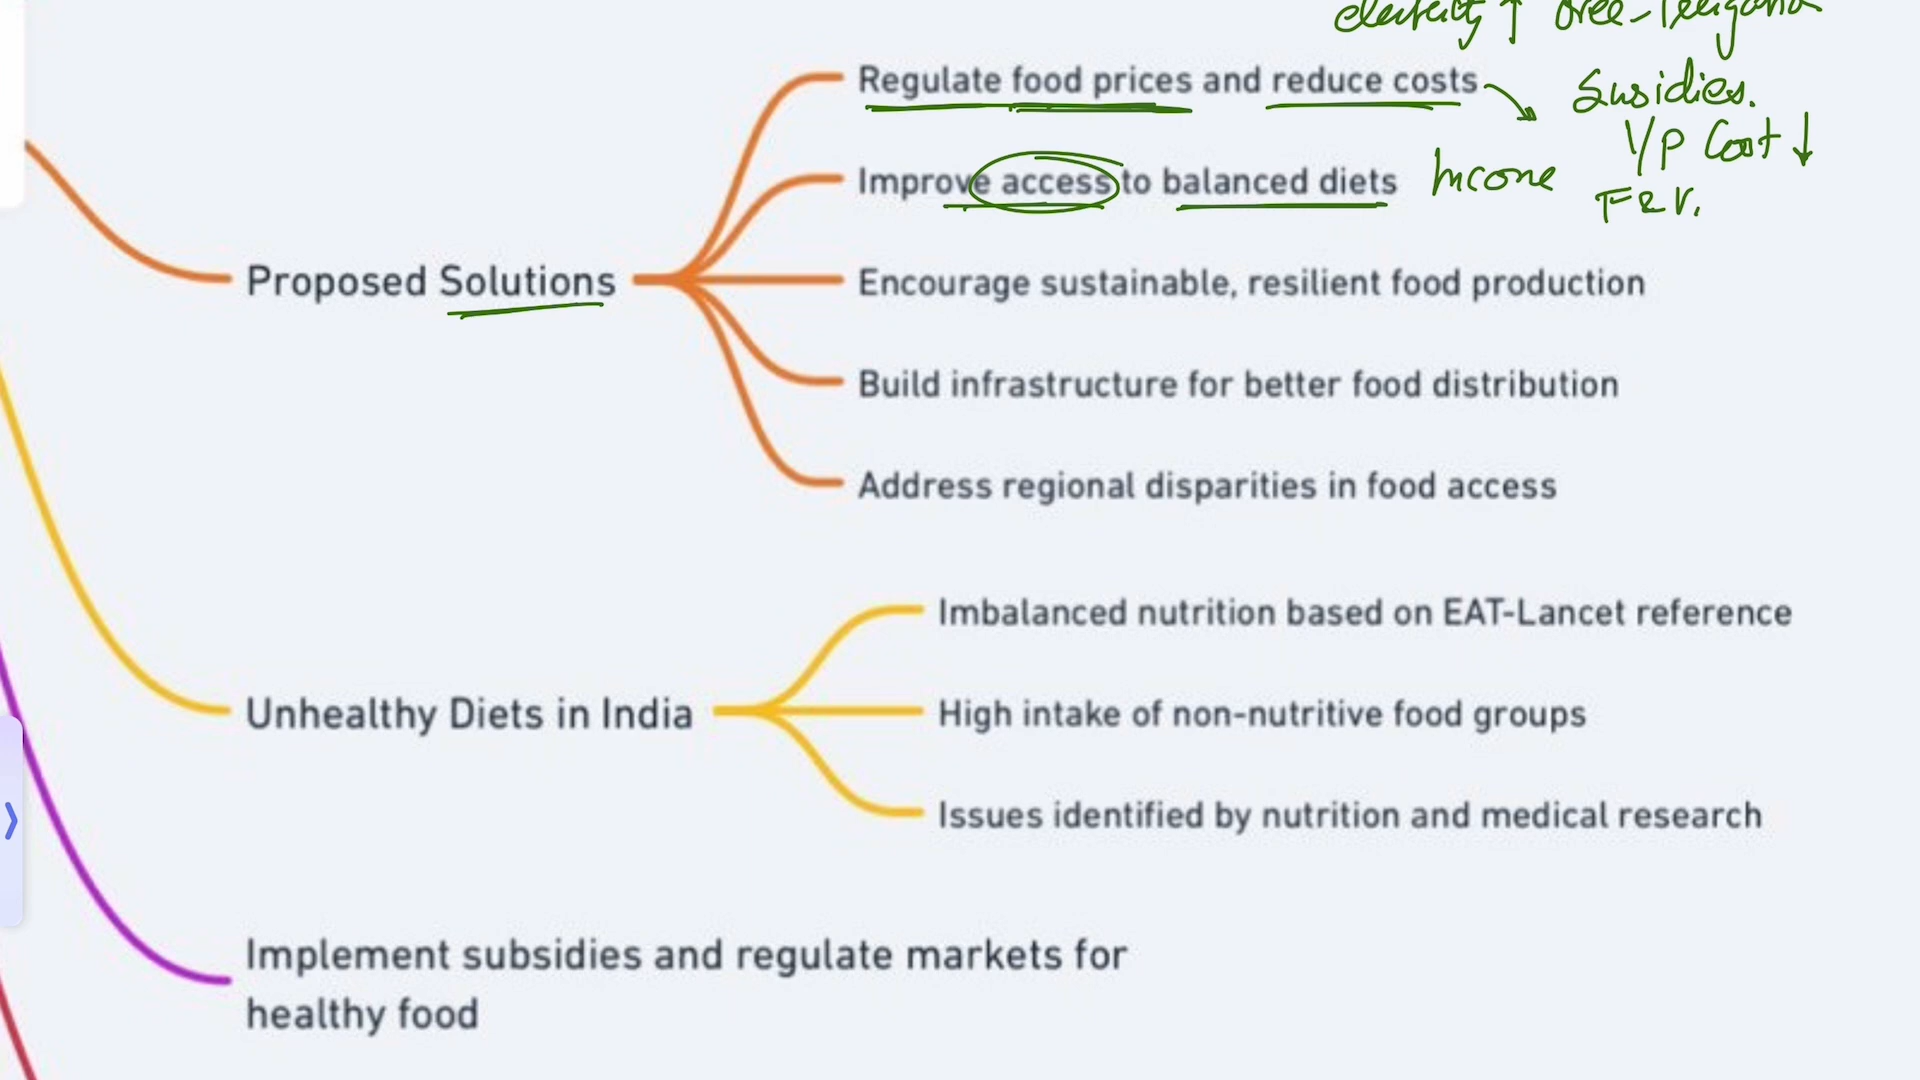 Regulate food prices and reduce costs
Susidies.
I/P Cost ↓
Improve access to balanced diets
Income
F & V.
Proposed Solutions
Encourage sustainable, resilient food production
Build infrastructure for better food distribution
Address regional disparities in food access
Unhealthy Diets in India
Imbalanced nutrition based on EAT-Lancet reference
High intake of non-nutritive food groups
Issues identified by nutrition and medical research
Implement subsidies and regulate markets for
healthy food